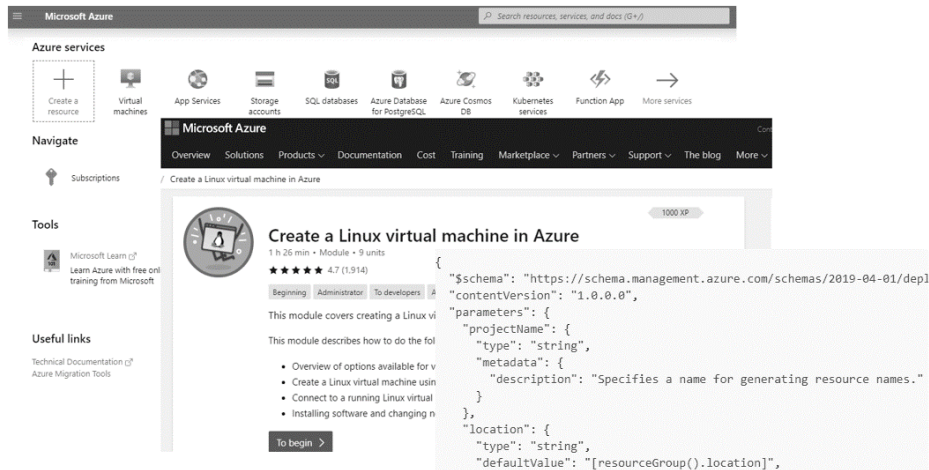 Microsoft Azure
Search resources, services, and docs (G+/)
Azure services
Create a resource
Virtual machines
App Services
Storage accounts
SQL databases
Azure Database for PostgreSQL
Azure Cosmos DB
Kubernetes services
Function App
More services
Navigate
Subscriptions
Tools
Microsoft Learn
Learn Azure with free onl
training from Microsoft
Useful links
Technical Documentation
Azure Migration Tools
Microsoft Azure
Cont
Overview Solutions Products Documentation Cost Training Marketplace Partners Support The blog More
/ Create a Linux virtual machine in Azure
1000 XP
Create a Linux virtual machine in Azure
1 h 26 min • Module • 9 units
4.7 (1.914)
Beginning Administrator To developers A
This module covers creating a Linux vi
This module describes how to do the fol
• Overview of options available for v
• Create a Linux virtual machine usin
• Connect to a running Linux virtual
• Installing software and changing n
To begin >
{
"$schema": "https://schema.management.azure.com/schemas/2019-04-01/depl
"contentVersion": "1.0.0.0",
"parameters": {
"projectName": {
"type": "string",
"metadata": {
"description": "Specifies a name for generating resource names."
}
},
"location": {
"type": "string",
"defaultValue": "[resourceGroup().location]",